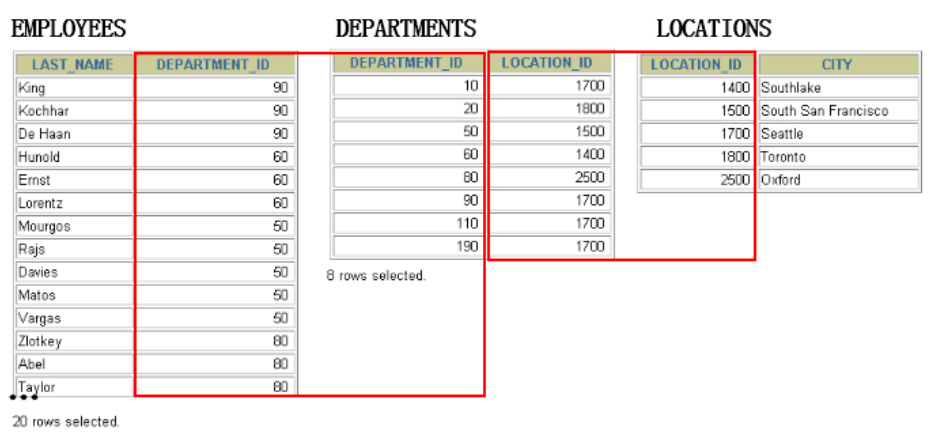 EMPLOYEES
LAST_NAME DEPARTMENT_ID
King 90
Kochhar 90
De Haan 90
Hunold 60
Ernst 60
Lorentz 60
Mourgos 50
Rajs 50
Davies 50
Matos 50
Vargas 50
Zlotkey 80
Abel 80
Taylor 80
...
20 rows selected.
DEPARTMENTS
DEPARTMENT_ID LOCATION_ID
10 1700
20 1800
50 1500
60 1400
80 2500
90 1700
110 1700
190 1700
8 rows selected.
LOCATIONS
LOCATION_ID CITY
1400 Southlake
1500 South San Francisco
1700 Seattle
1800 Toronto
2500 Oxford